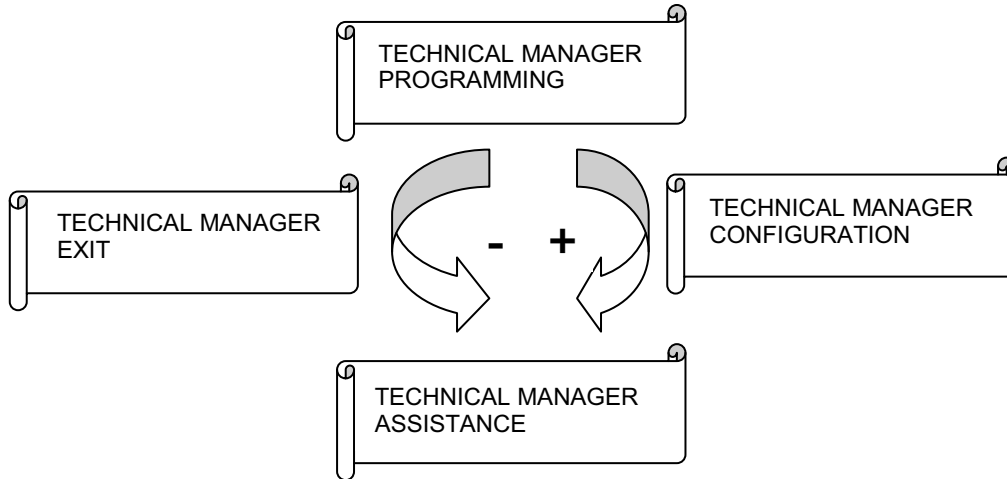 TECHNICAL MANAGER
PROGRAMMING
TECHNICAL MANAGER
EXIT
- +
TECHNICAL MANAGER
CONFIGURATION
TECHNICAL MANAGER
ASSISTANCE